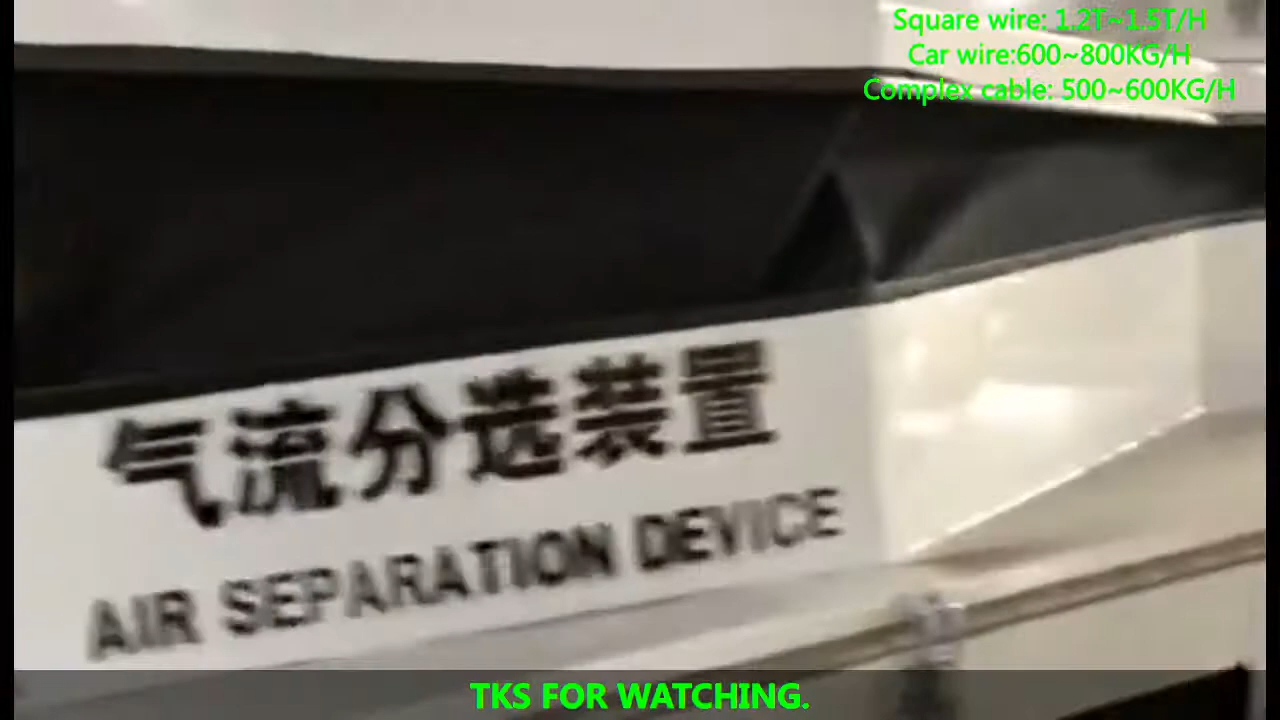 Square wire: 1.2T~1.5T/H
Car wire:600~800KG/H
Complex cable: 500~600KG/H
气流分选装置
AIR SEPARATION DEVICE
TKS FOR WATCHING.